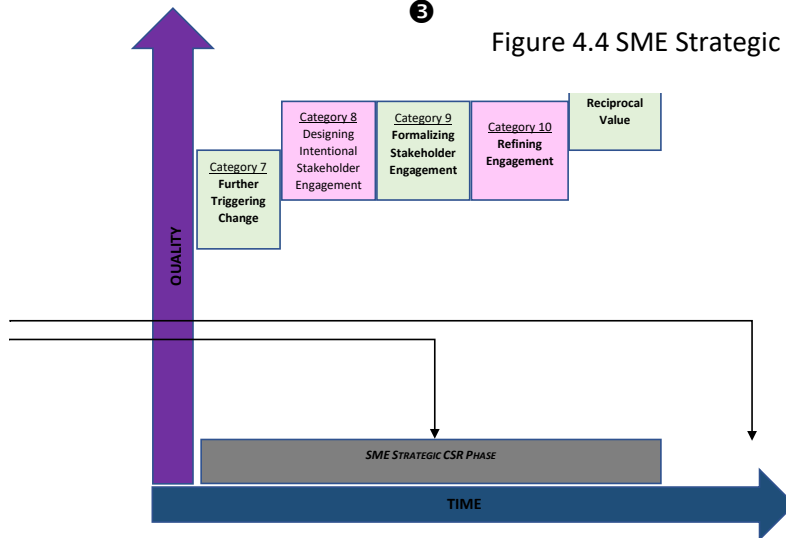 ❸
Figure 4.4 SME Strategic
Reciprocal
Value
Category 8
Designing
Intentional
Stakeholder
Engagement
Category 9
Formalizing
Stakeholder
Engagement
Category 10
Refining
Engagement
Category 7
Further
Triggering
Change
QUALITY
SME STRATEGIC CSR PHASE
TIME